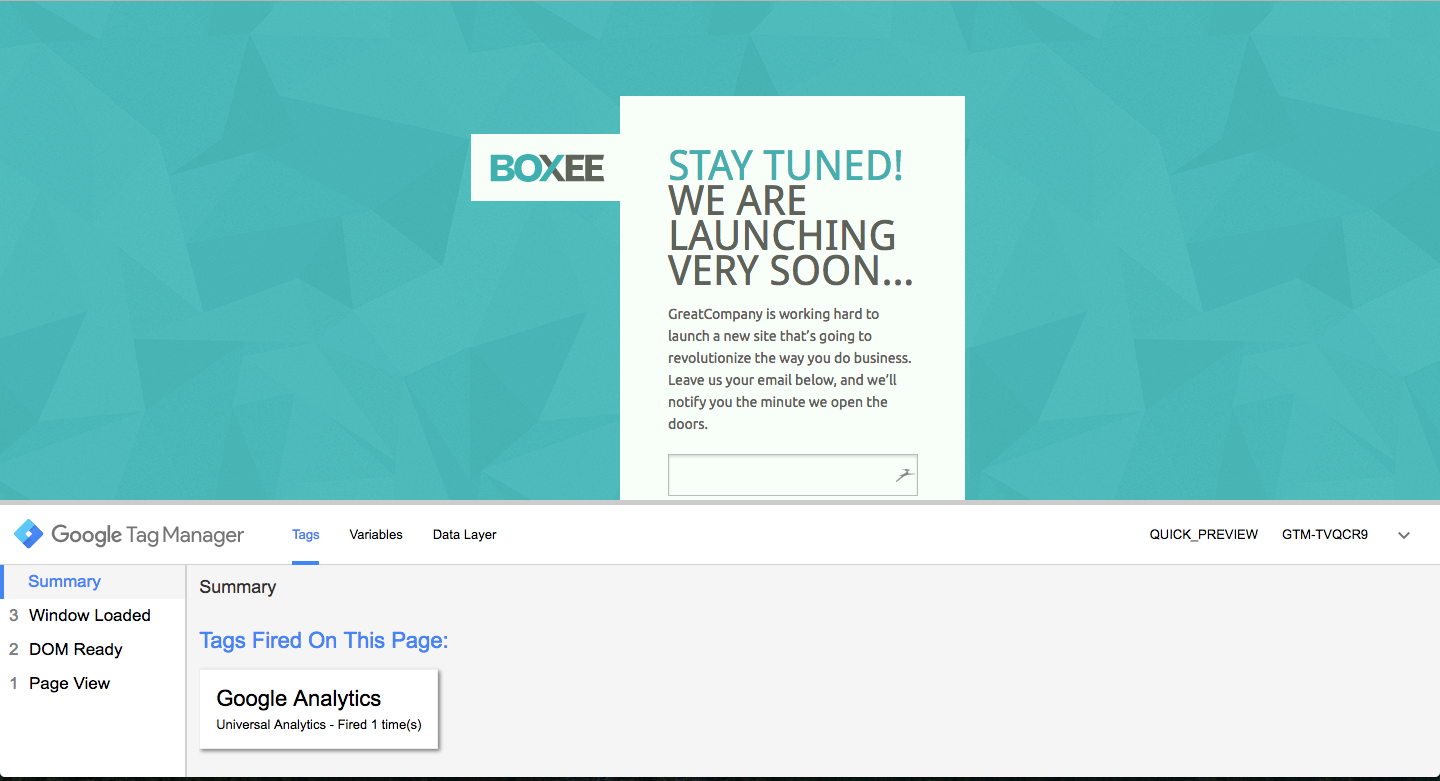 BOXEE
STAY TUNED!
WE ARE
LAUNCHING
VERY SOON...
GreatCompany is working hard to
launch a new site that’s going to
revolutionize the way you do business.
Leave us your email below, and we’ll
notify you the minute we open the
doors.
Google Tag Manager
Tags
Variables
Data Layer
QUICK_PREVIEW
GTM-TVQCR9
Summary
3 Window Loaded
2 DOM Ready
1 Page View
Summary
Tags Fired On This Page:
Google Analytics
Universal Analytics - Fired 1 time(s)